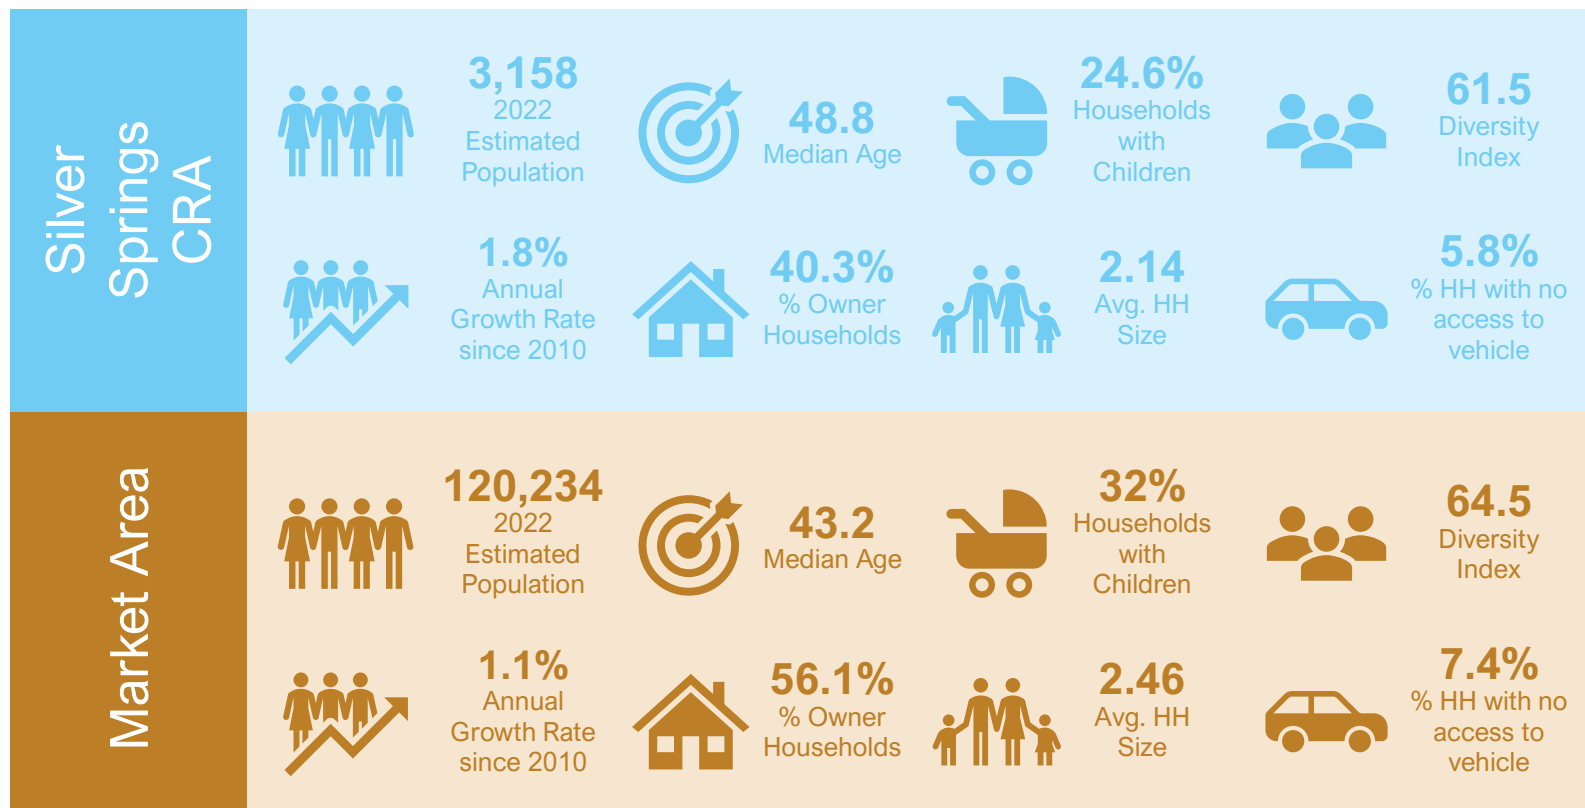 Silver
Springs
CRA
3,158
2022
Estimated
Population
48.8
Median Age
24.6%
Households
with
Children
61.5
Diversity
Index
1.8%
Annual
Growth Rate
since 2010
40.3%
% Owner
Households
2.14
Avg. HH
Size
5.8%
% HH with no
access to
vehicle
Market Area
120,234
2022
Estimated
Population
43.2
Median Age
32%
Households
with
Children
64.5
Diversity
Index
1.1%
Annual
Growth Rate
since 2010
56.1%
% Owner
Households
2.46
Avg. HH
Size
7.4%
% HH with no
access to
vehicle